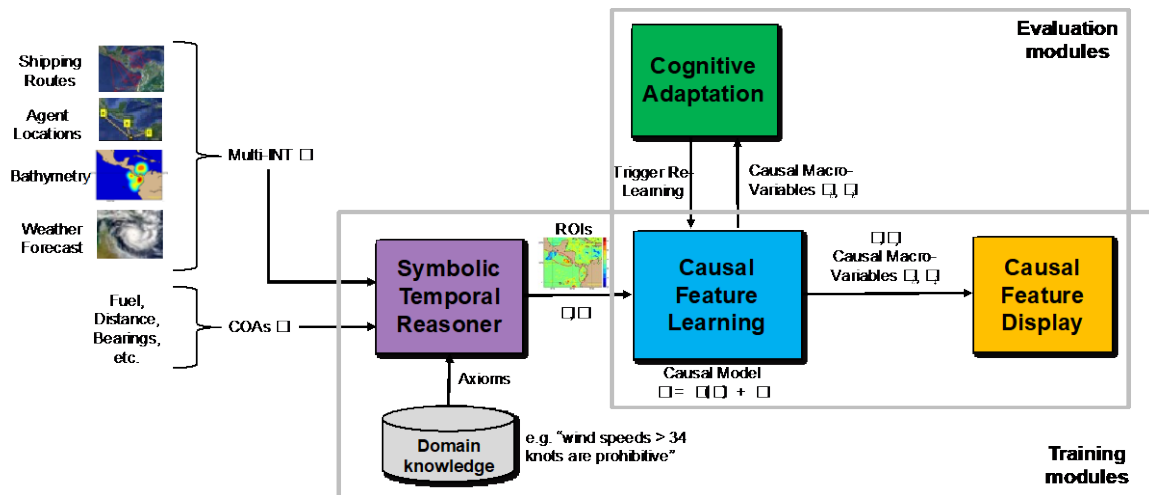 Shipping
Routes
Agent
Locations
Bathymetry
Weather
Forecast
Multi-INT □
Fuel,
Distance,
Bearings,
etc.
COAs □
Symbolic
Temporal
Reasoner
Axioms
Domain
knowledge
e.g. "wind speeds > 34
knots are prohibitive"
ROIs
□, □
Cognitive
Adaptation
Trigger Re-
Learning
Causal Macro-
Variables □, □
Causal
Feature
Learning
Causal Model
□ = □(□) + □
□, □,
Causal Macro-
Variables □, □
Causal
Feature
Display
Evaluation
modules
Training
modules